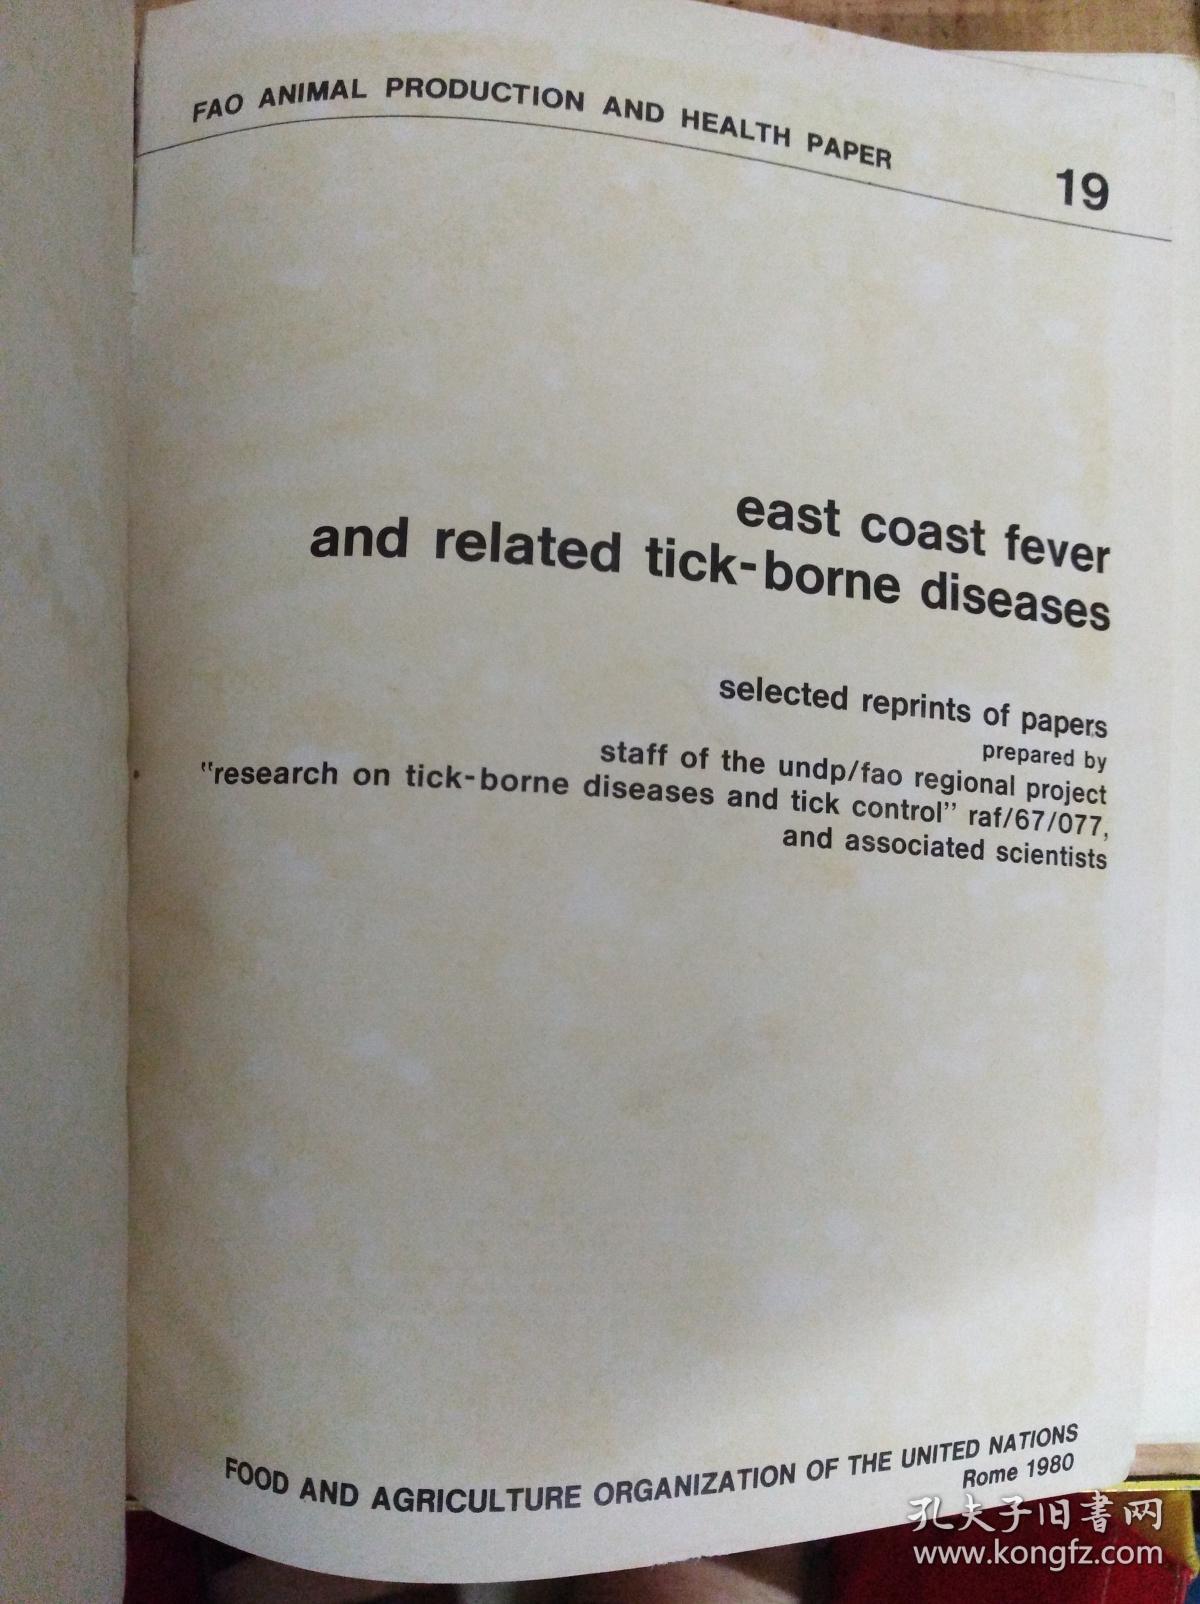 FAO ANIMAL PRODUCTION AND HEALTH PAPER
19
east coast fever
and related tick-borne diseases
selected reprints of papers
prepared by
staff of the undp/fao regional project
"research on tick-borne diseases and tick control" raf/67/077,
and associated scientists
FOOD AND AGRICULTURE ORGANIZATION OF THE UNITED NATIONS
Rome 1980
孔夫子旧书网
www.kongfz.com